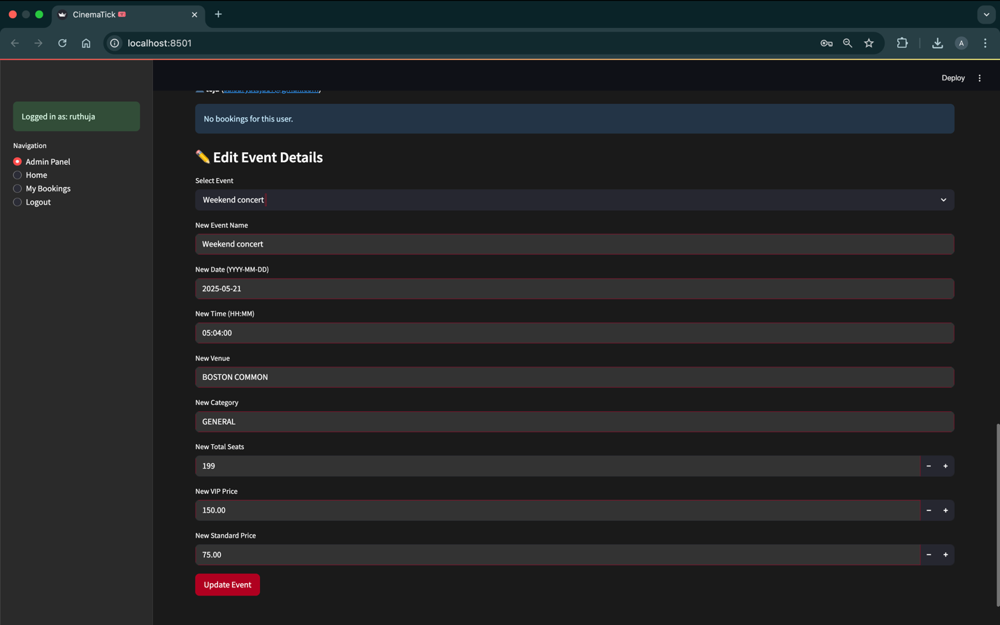 CinemaTick
localhost:8501
A
Deploy
Logged in as: ruthuja
Navigation
Admin Panel
Home
My Bookings
Logout
No bookings for this user.
Edit Event Details
Select Event
Weekend concert
New Event Name
Weekend concert
New Date (YYYY-MM-DD)
2025-05-21
New Time (HH:MM)
05:04:00
New Venue
BOSTON COMMON
New Category
GENERAL
New Total Seats
199
New VIP Price
150.00
New Standard Price
75.00
Update Event